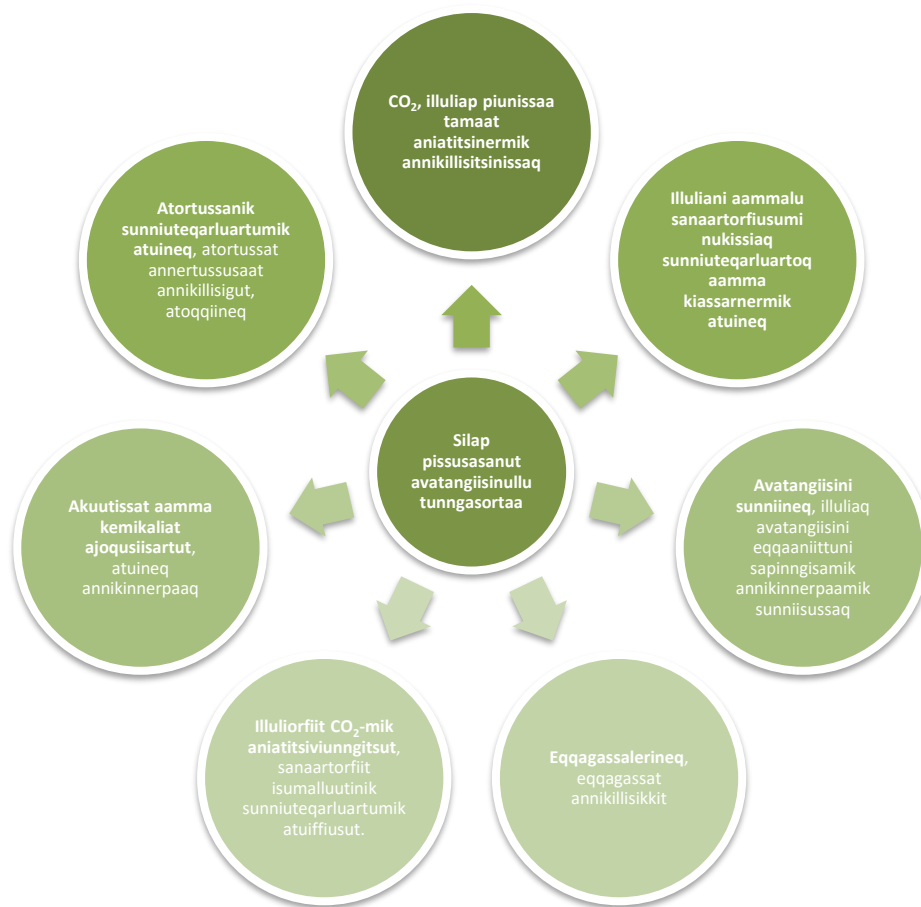 CO₂, illuliap piunissaa
tamaat
aniatitsinermik
annikillisitsinissaq
Illuliani aammalu
sanaartorfiusumi
nukissiaq
sunniuteqarluartoq
aamma
kiassarnermik
atuineq
Avatangiisini
sunniineq, illuliaq
avatangiisini
eqqaaniittuni
sapinngisamik
annikinnerpaamik
sunniisussaq
Eqqagassalerineq,
eqqagassat
annikillisikkit
Illuliorfiit CO₂-mik
aniatitsiviunngitsut,
sanaartorfiit
isumalluutinik
sunniuteqarluartumik
atuiffiusut.
Akuutissat aamma
kemikaliat
ajoqusiisartut,
atuineq
annikinnerpaaq
Atortussanik
sunniuteqarluartumik
atuineq, atortussat
annertussusaat
annikillisigut,
atoqqiineq
Silap
pissusasanut
avatangiisinullu
tunngasortaa